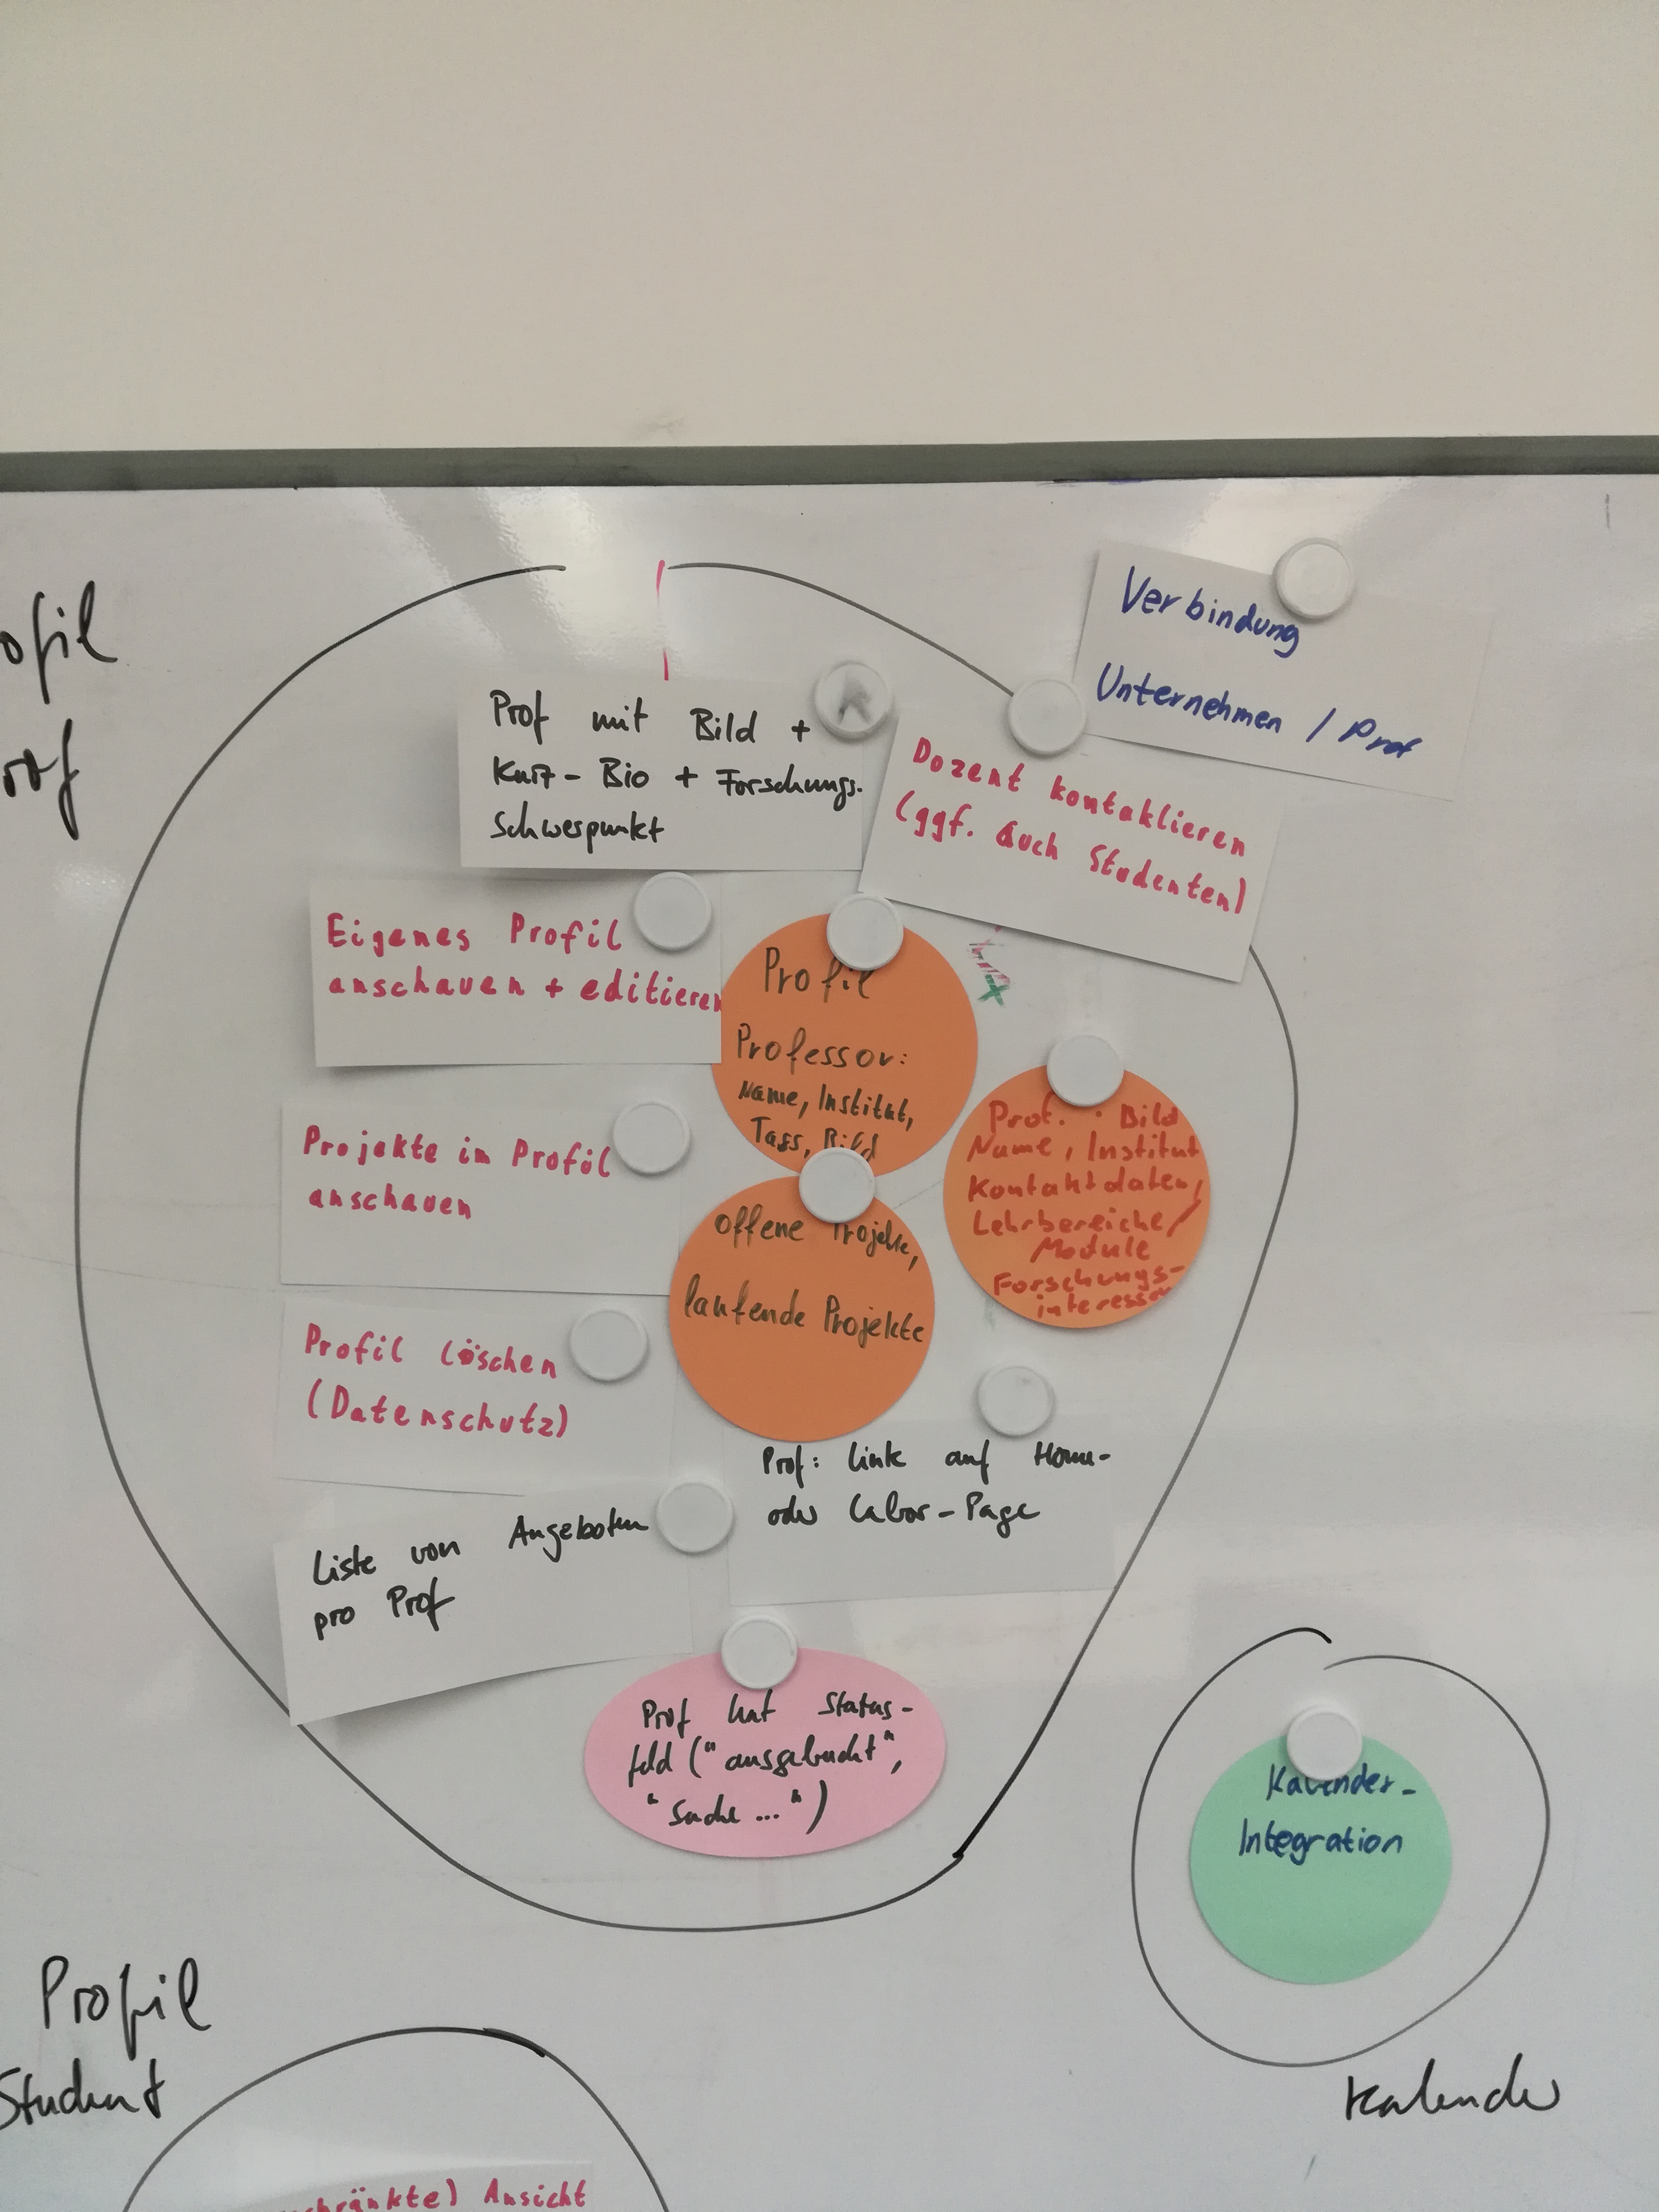 ofil
Verbindung
Unternehmen / Prof
Prof mit Bild +
Kurz-Bio + Forschungs-
Schwerpunkt
Dozent kontaktieren
(ggf. auch Studenten)
Eigenes Profil
anschauen + editieren
Profil
Professor:
Name, Institut,
Tags, Bild
Prof. : Bild
Name, Institut
Kontaktdaten,
Lehrbereiche/
Module
Forschungs-
interessen
Projekte im Profil
anschauen
offene Projekte,
laufende Projekte
Profil löschen
(Datenschutz)
Prof: Link auf Home-
oder Labor-Page
Liste von Angeboten
pro Prof
Prof hat Status-
feld ("ausgebucht",
"Suche ...")
Kalender-
Integration
Kalender
Profil
Student
chränkte) Ansicht